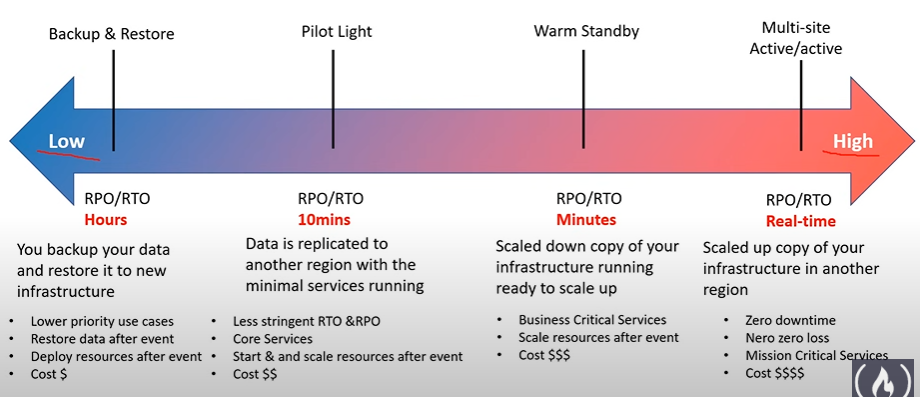 Backup & Restore
Pilot Light
Warm Standby
Multi-site
Active/active
Low
High
RPO/RTO
Hours
You backup your data
and restore it to new
infrastructure
• Lower priority use cases
• Restore data after event
• Deploy resources after event
• Cost $
RPO/RTO
10mins
Data is replicated to
another region with the
minimal services running
• Less stringent RTO &RPO
• Core Services
• Start & and scale resources after event
• Cost $$
RPO/RTO
Minutes
Scaled down copy of your
infrastructure running
ready to scale up
• Business Critical Services
• Scale resources after event
• Cost $$$
RPO/RTO
Real-time
Scaled up copy of your
infrastructure in another
region
• Zero downtime
• Nero zero loss
• Mission Critical Services
• Cost $$$$